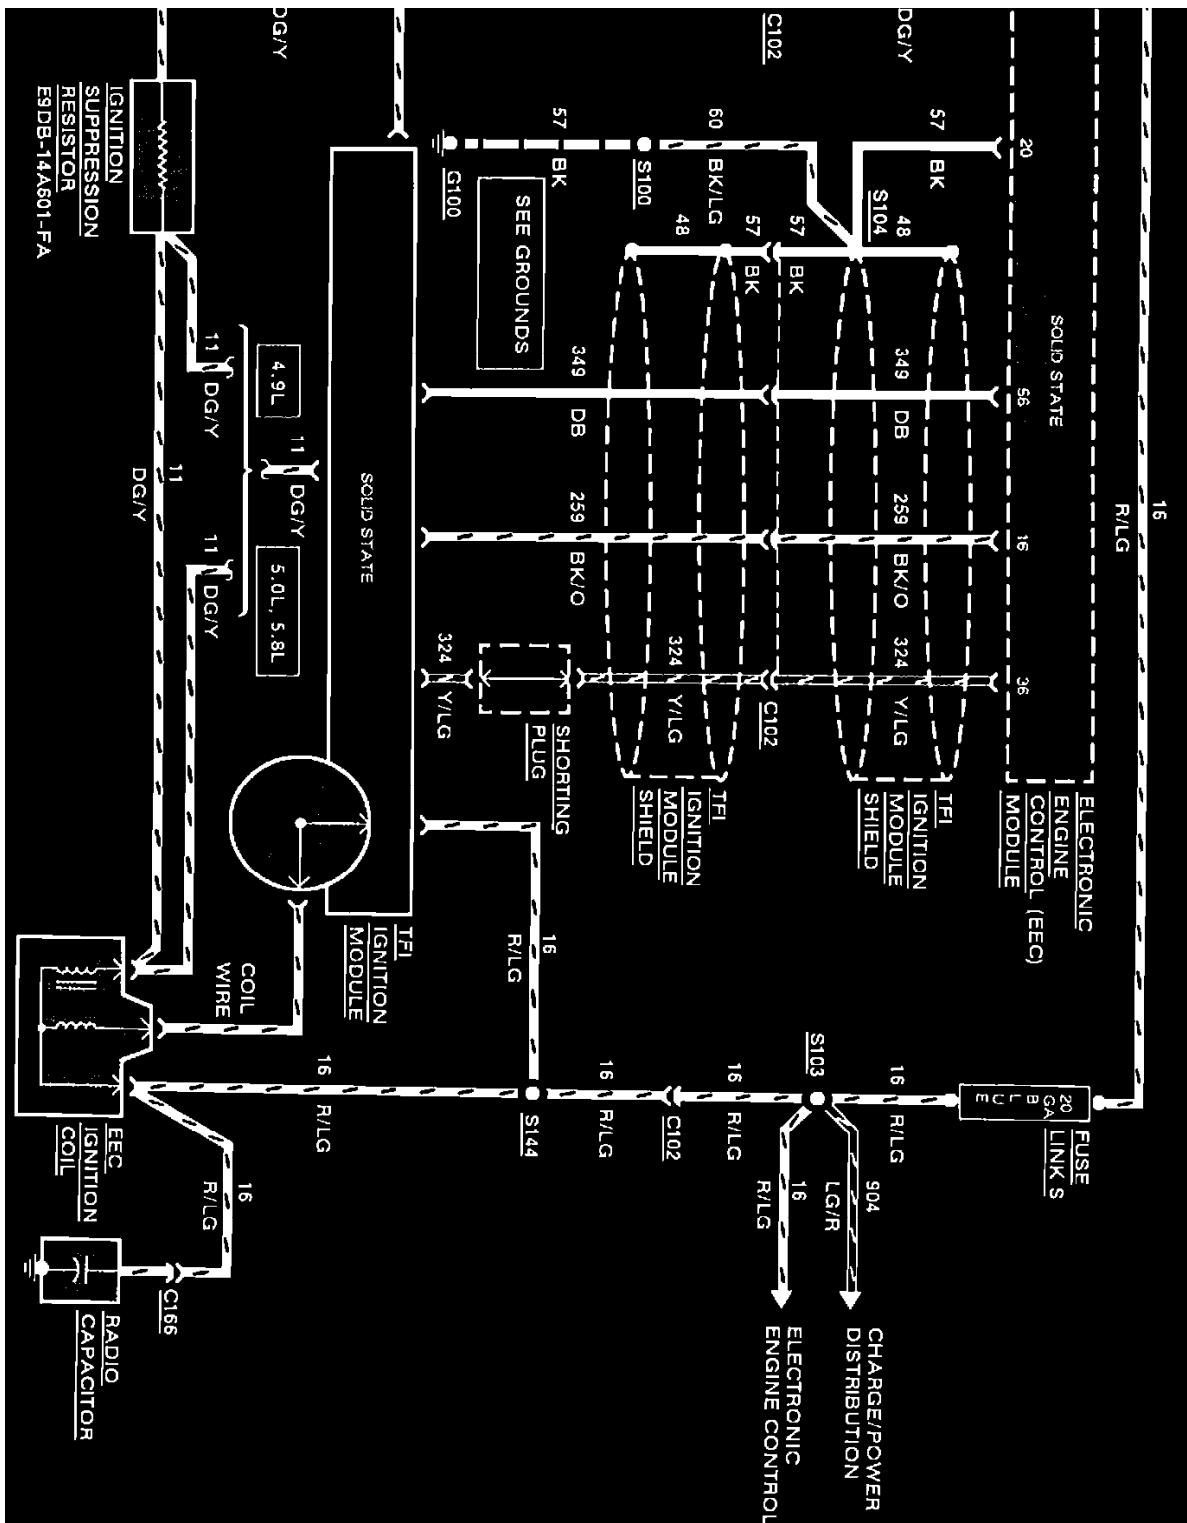 16
R/LG
20
56
16
36
SOLID STATE
ELECTRONIC
ENGINE
CONTROL (EEC)
MODULE
FUSE
LINK S
20
GA
BLUE
57
BK
DG/Y
48
S104
349
DB
259
BK/O
324
Y/LG
TFI
IGNITION
MODULE
SHIELD
16
R/LG
904
LG/R
CHARGE/POWER
DISTRIBUTION
S103
16
R/LG
ELECTRONIC
ENGINE CONTROL
C102
57
BK
57
BK
C102
60
BK/LG
48
324
Y/LG
TFI
IGNITION
MODULE
SHIELD
16
R/LG
C102
S100
349
DB
259
BK/O
16
R/LG
57
BK
SEE GROUNDS
SHORTING
PLUG
16
R/LG
S144
G100
324
Y/LG
SOLID STATE
TFI
IGNITION
MODULE
16
R/LG
DG/Y
11
DG/Y
4.9L
5.0L, 5.8L
11
DG/Y
11
DG/Y
COIL
WIRE
16
R/LG
11
DG/Y
C166
IGNITION
SUPPRESSION
RESISTOR
E9DB-14A601-FA
EEC
IGNITION
COIL
RADIO
CAPACITOR